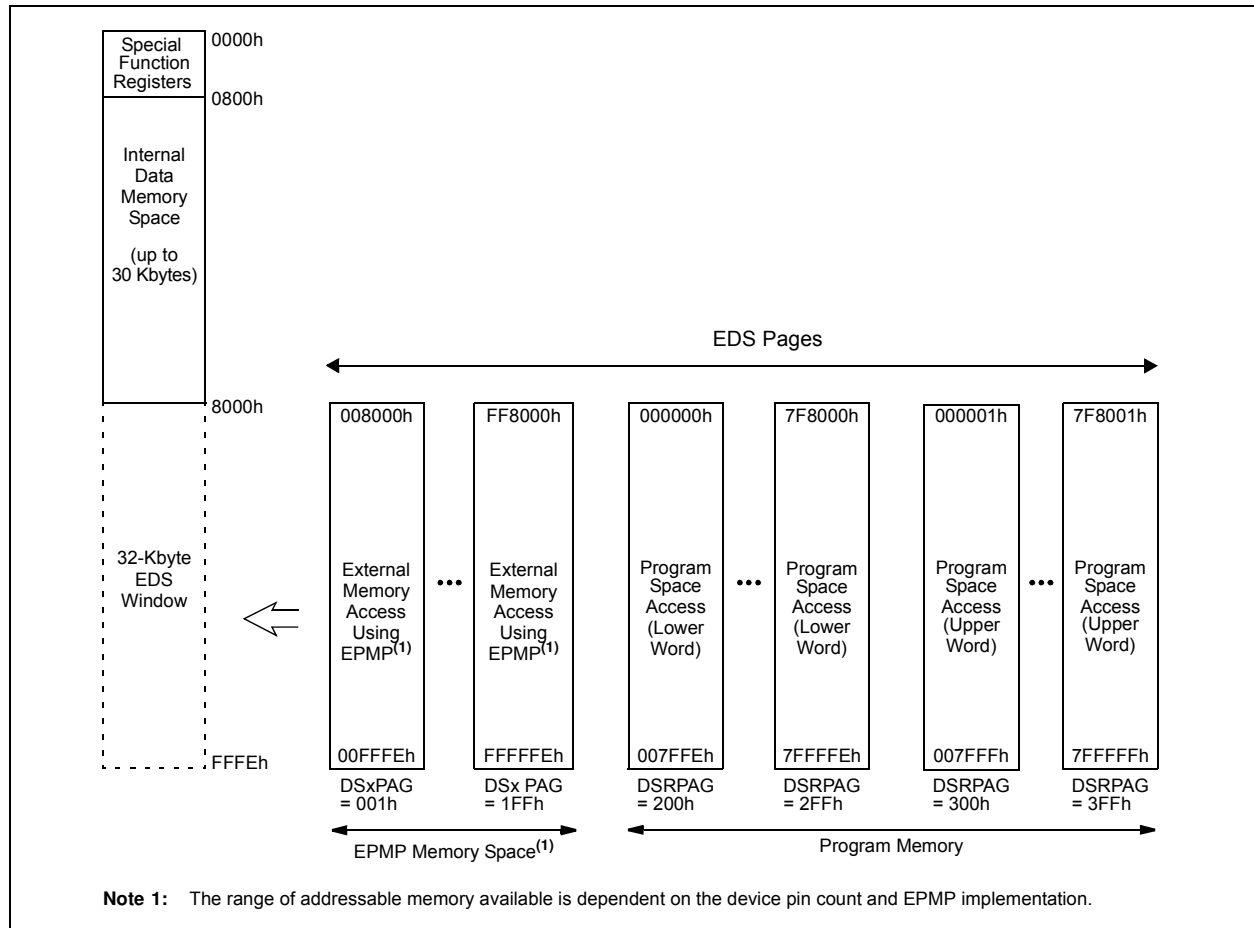 Special
Function
Registers
0000h
0800h
Internal
Data
Memory
Space
(up to
30 Kbytes)
EDS Pages
8000h
32-Kbyte
EDS
Window
FFFEh
008000h
External
Memory
Access
Using
EPMP(1)
00FFFEh
DSxPAG
= 001h
•••
FF8000h
External
Memory
Access
Using
EPMP(1)
FFFFFEh
DSx PAG
= 1FFh
000000h
Program
Space
Access
(Lower
Word)
007FFEh
DSRPAG
= 200h
•••
7F8000h
Program
Space
Access
(Lower
Word)
7FFFFEh
DSRPAG
= 2FFh
000001h
Program
Space
Access
(Upper
Word)
007FFFh
DSRPAG
= 300h
•••
7F8001h
Program
Space
Access
(Upper
Word)
7FFFFFh
DSRPAG
= 3FFh
EPMP Memory Space(1)
Program Memory
Note 1: The range of addressable memory available is dependent on the device pin count and EPMP implementation.